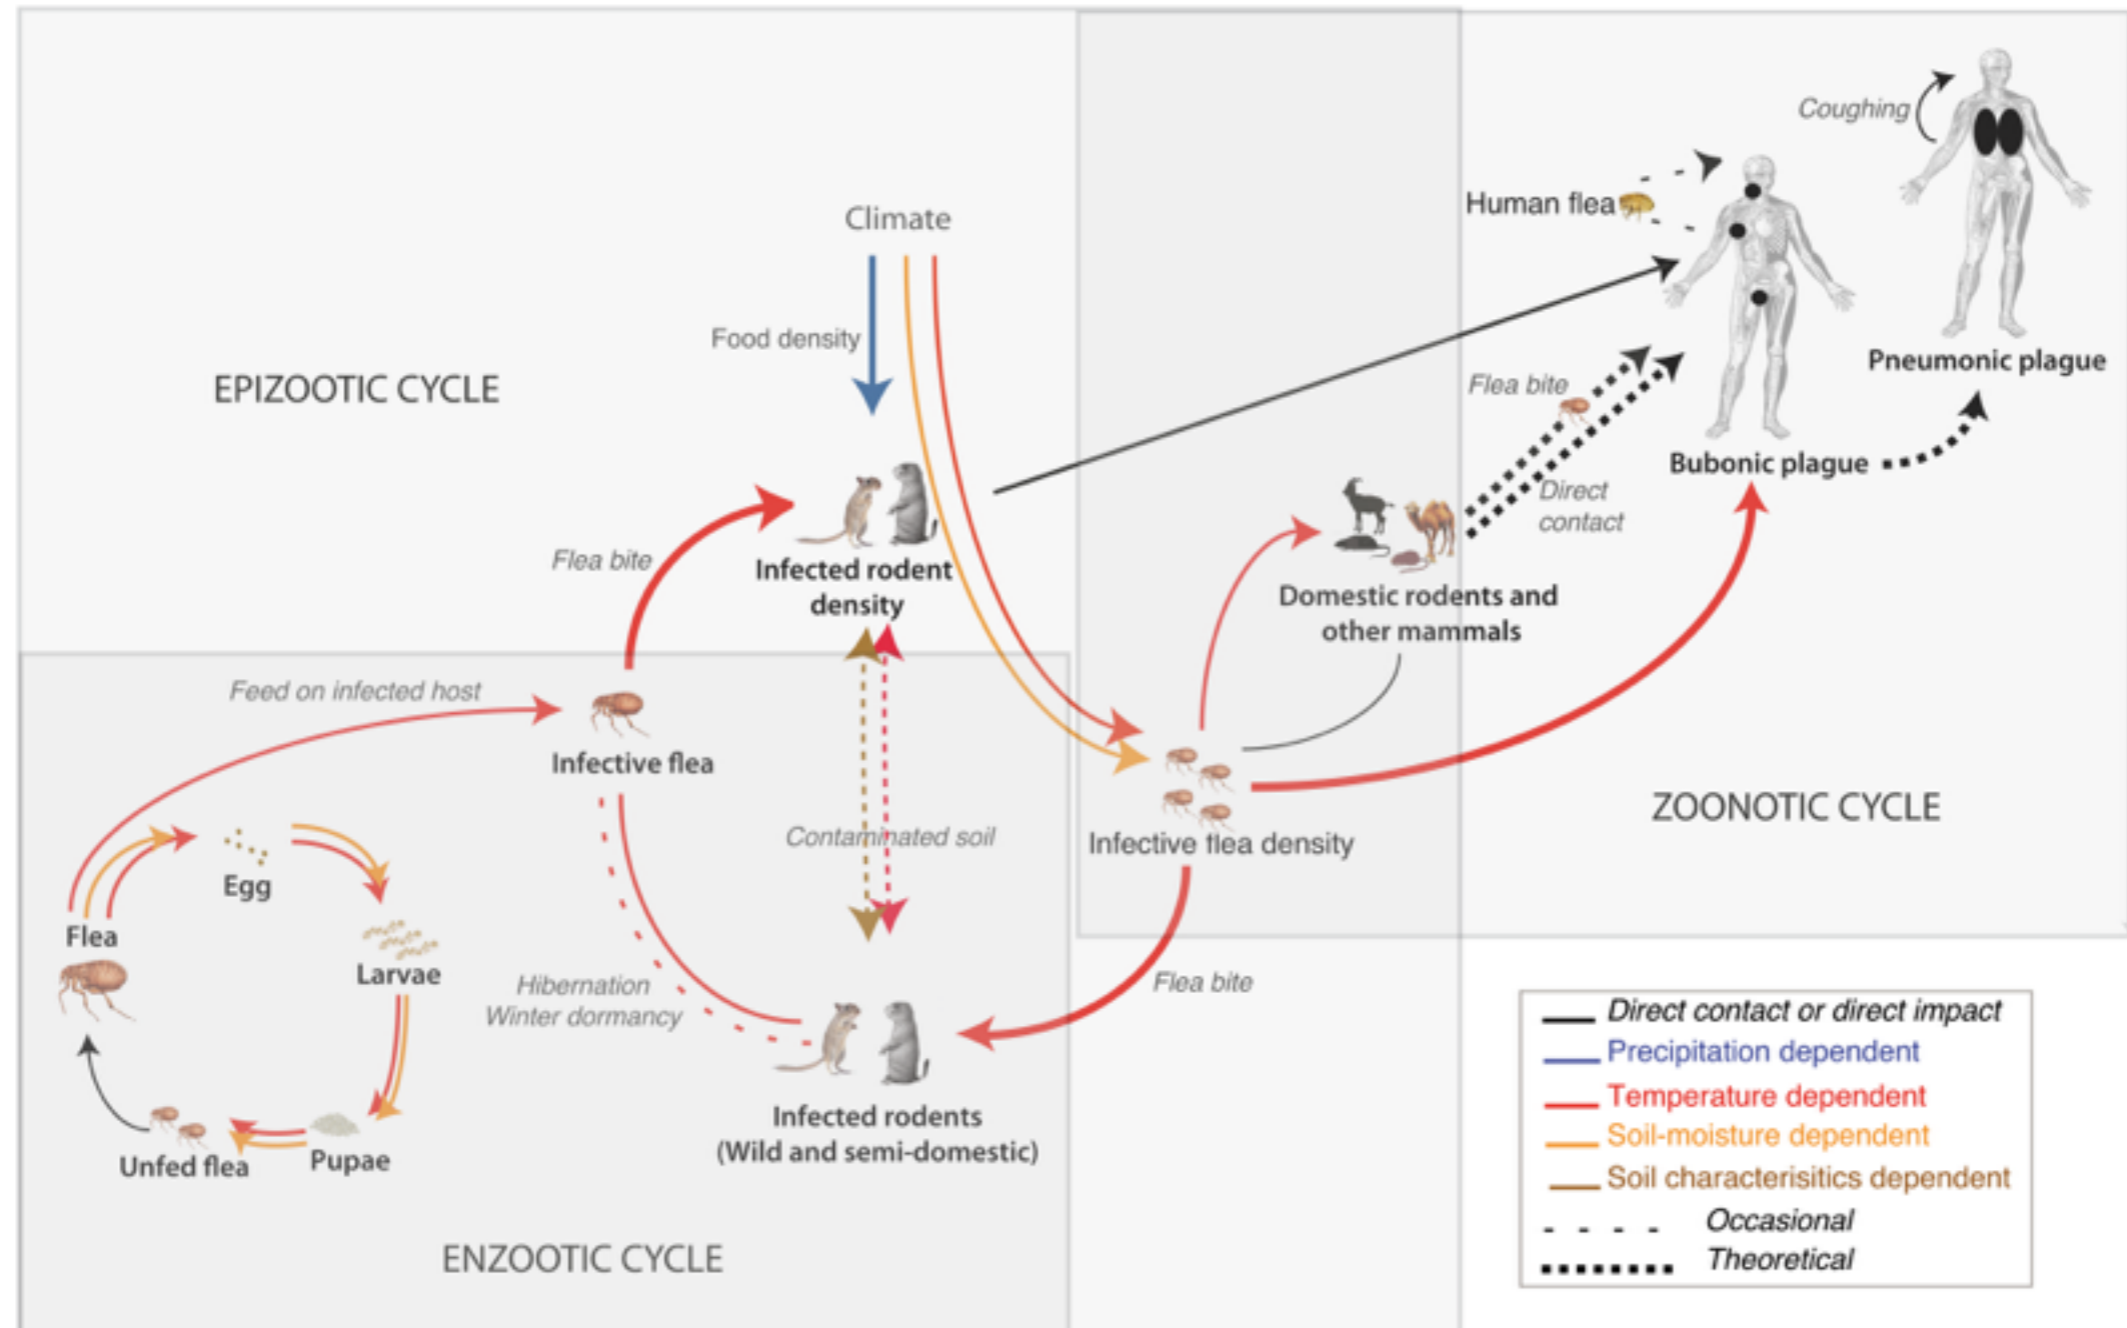 Coughing
Human flea
Climate
Food density
EPIZOOTIC CYCLE
Pneumonic plague
Flea bite
Bubonic plague
Direct
contact
Flea bite
Infected rodent
density
Domestic rodents and
other mammals
Feed on infected host
Infective flea
ZOONOTIC CYCLE
Contaminated soil
Infective flea density
Egg
Flea
Larvae
Hibernation
Winter dormancy
Flea bite
Infected rodents
(Wild and semi-domestic)
Pupae
Unfed flea
ENZOOTIC CYCLE
Direct contact or direct impact
Precipitation dependent
Temperature dependent
Soil-moisture dependent
Soil characterisitics dependent
Occasional
Theoretical